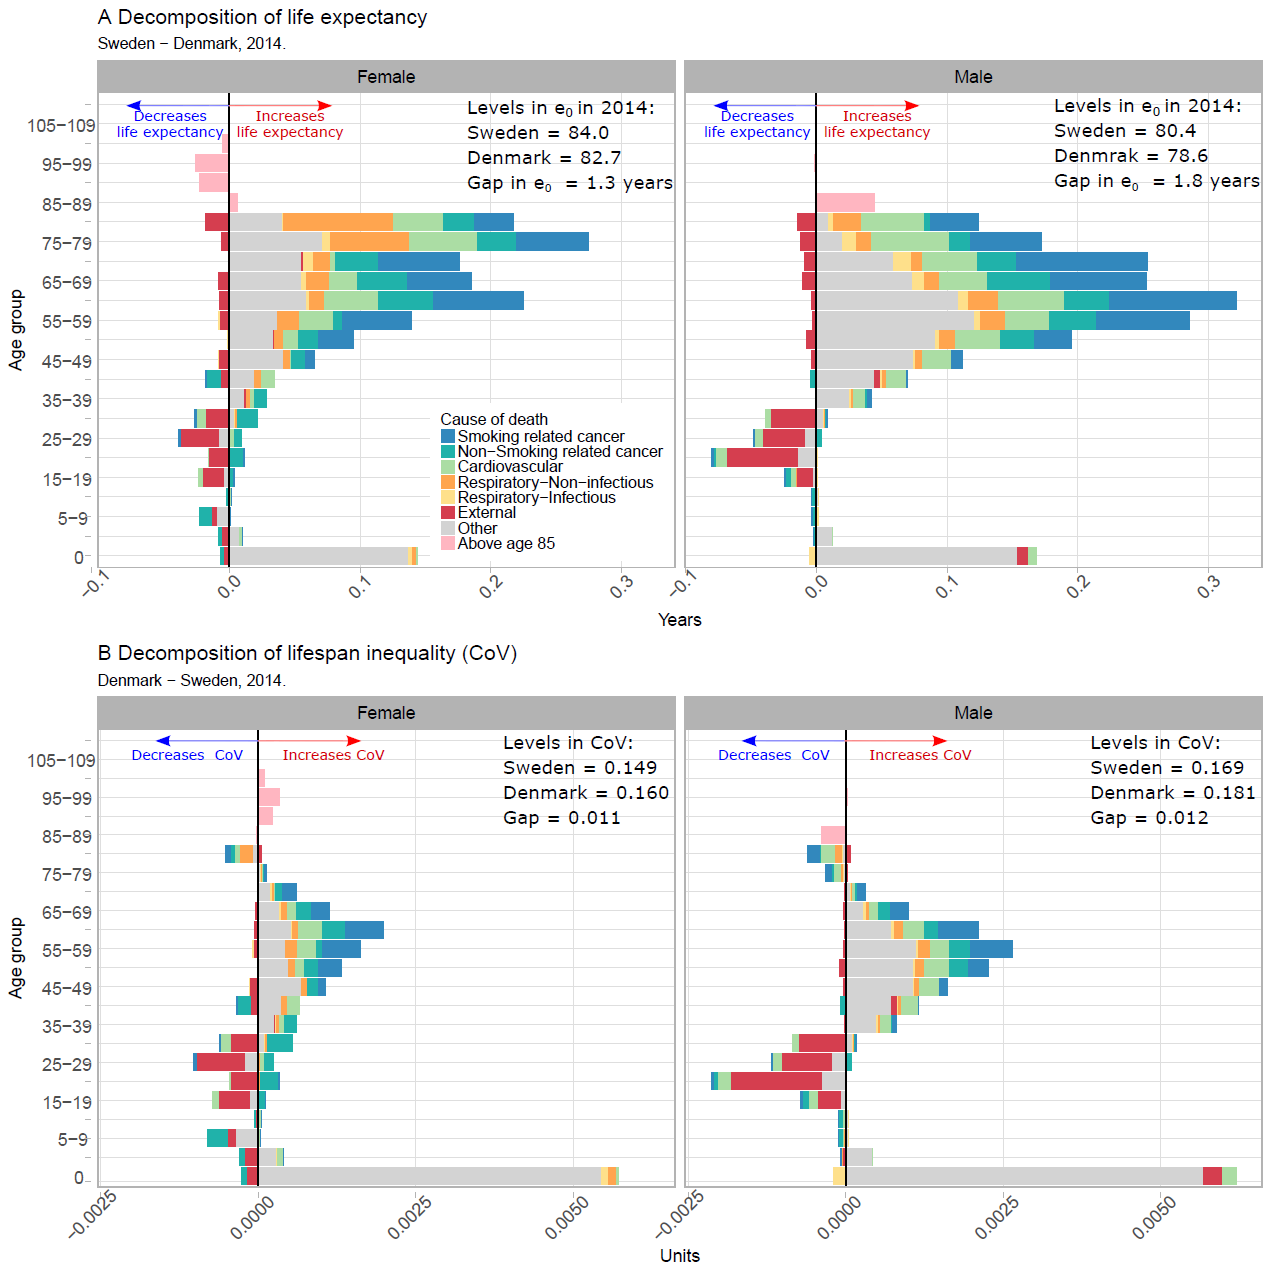 A Decomposition of life expectancy
Sweden − Denmark, 2014.
Female
Male
Decreases
life expectancy
Increases
life expectancy
Levels in e0 in 2014:
Sweden = 84.0
Denmark = 82.7
Gap in e0 = 1.3 years
Decreases
life expectancy
Increases
life expectancy
Levels in e0 in 2014:
Sweden = 80.4
Denmrak = 78.6
Gap in e0 = 1.8 years
Age group
105−109
95−99
85−89
75−79
65−69
55−59
45−49
35−39
25−29
15−19
5−9
0
Cause of death
Smoking related cancer
Non−Smoking related cancer
Cardiovascular
Respiratory−Non−infectious
Respiratory−Infectious
External
Other
Above age 85
−0.1
0.0
0.1
0.2
0.3
−0.1
0.0
0.1
0.2
0.3
Years
B Decomposition of lifespan inequality (CoV)
Denmark − Sweden, 2014.
Female
Male
Decreases CoV
Increases CoV
Levels in CoV:
Sweden = 0.149
Denmark = 0.160
Gap = 0.011
Decreases CoV
Increases CoV
Levels in CoV:
Sweden = 0.169
Denmark = 0.181
Gap = 0.012
Age group
105−109
95−99
85−89
75−79
65−69
55−59
45−49
35−39
25−29
15−19
5−9
0
−0.0025
0.0000
0.0025
0.0050
−0.0025
0.0000
0.0025
0.0050
Units